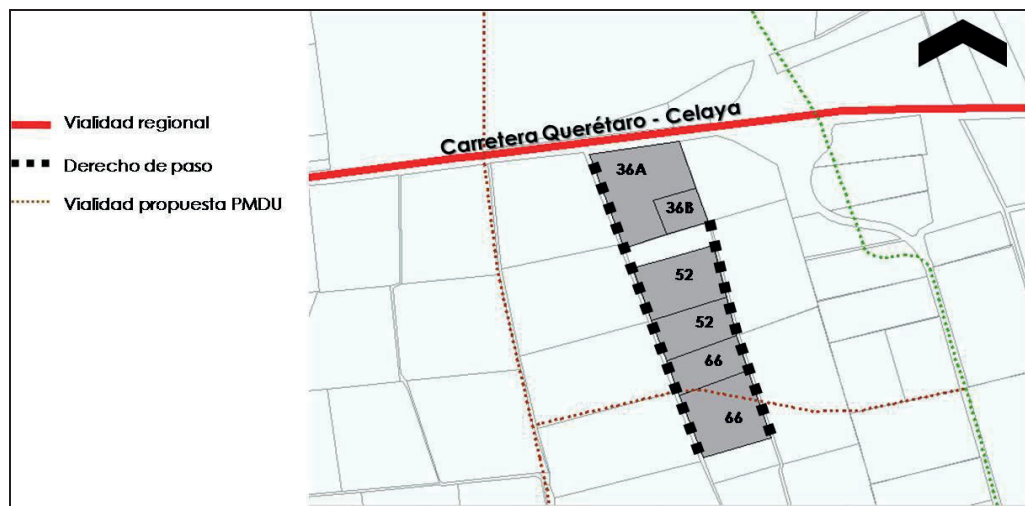 Vialidad regional
Derecho de paso
Vialidad propuesta PMDU
Carretera Querétaro - Celaya
36A
36B
52
52
66
66